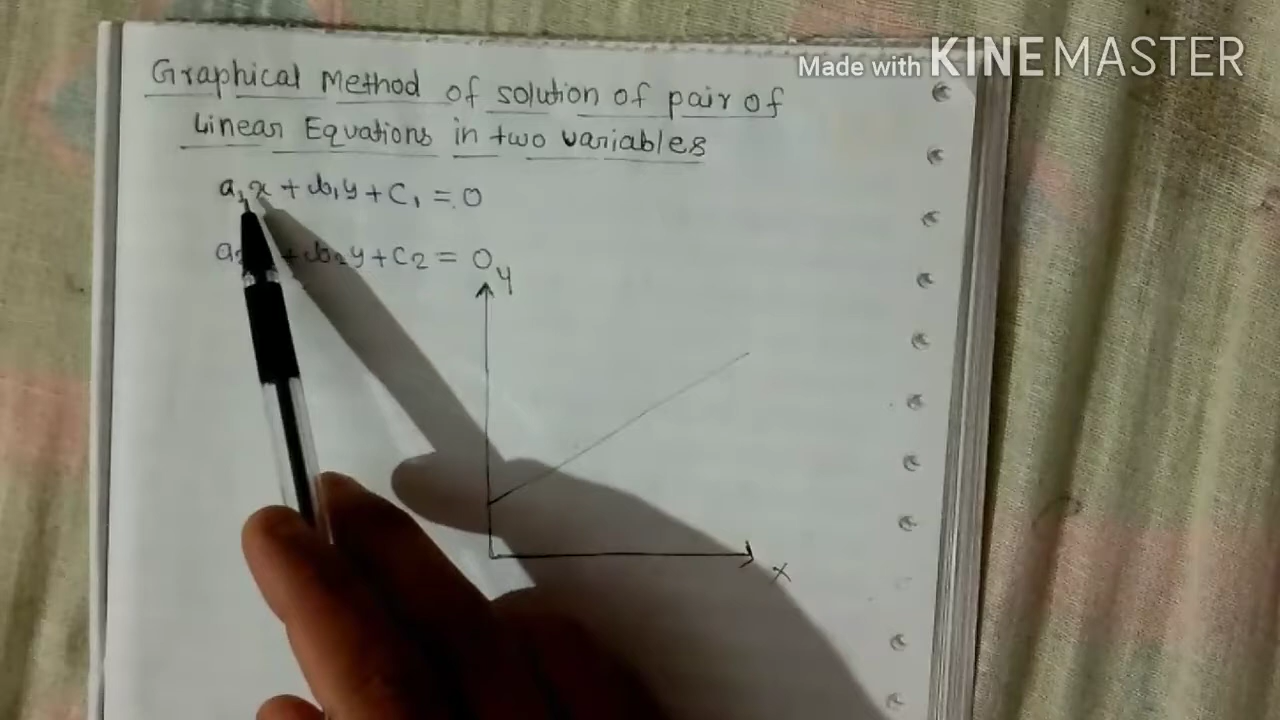 Made with KINEMASTER
Graphical Method of solution of pair of
Linear Equations in two variables
a₁x + b₁y + C₁ = 0
a₂ + b₂y + C₂ = 0
y
x